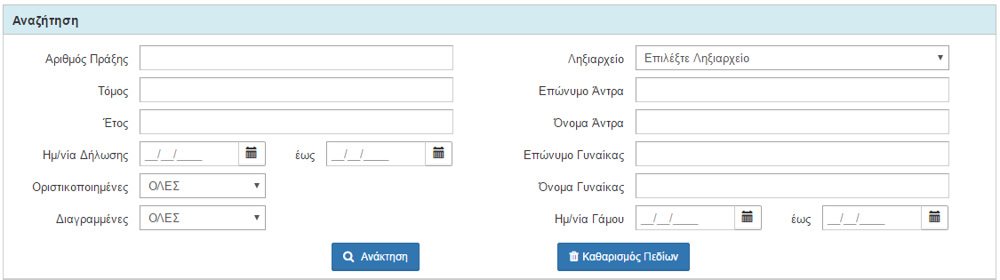 Αναζήτηση
Αριθμός Πράξης
Ληξιαρχείο Επιλέξτε Ληξιαρχείο
Τόμος
Επώνυμο Άντρα
Έτος
Όνομα Άντρα
Ημ/νία Δήλωσης __/__/____ έως __/__/____
Επώνυμο Γυναίκας
Οριστικοποιημένες ΟΛΕΣ
Όνομα Γυναίκας
Διαγραμμένες ΟΛΕΣ
Ημ/νία Γάμου __/__/____ έως __/__/____
Ανάκτηση
Καθαρισμός Πεδίων